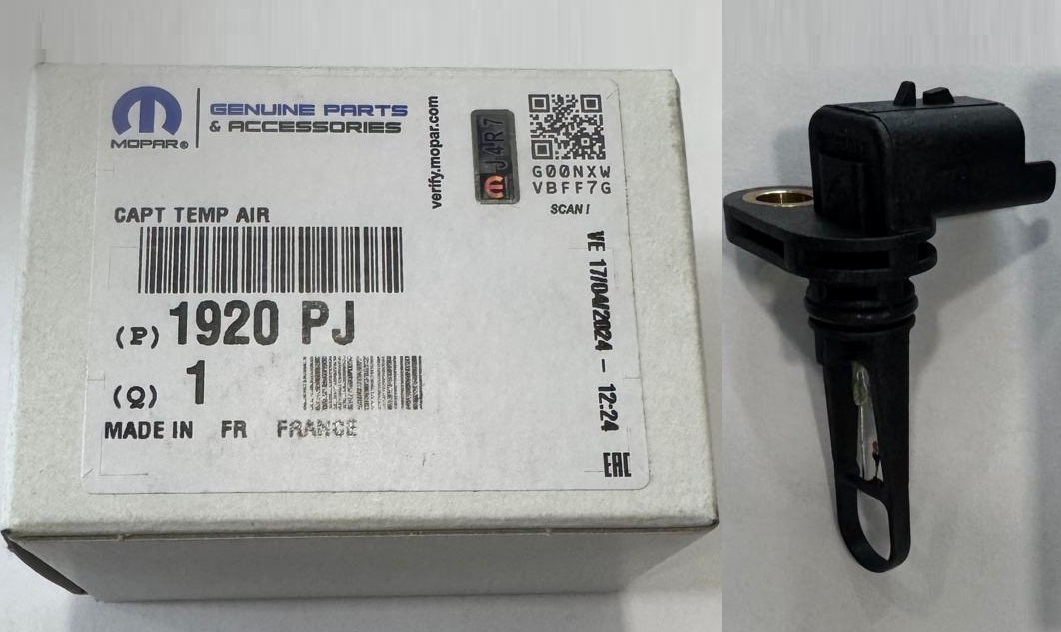 MOPAR®
GENUINE PARTS
& ACCESSORIES
verify.mopar.com
J4R7
G00NXW
VBFF7G
SCAN!
CAPT TEMP AIR
(P) 1920 PJ
(Q) 1
MADE IN FR FRANCE
VE 17/04/2024 - 12:24
EAC